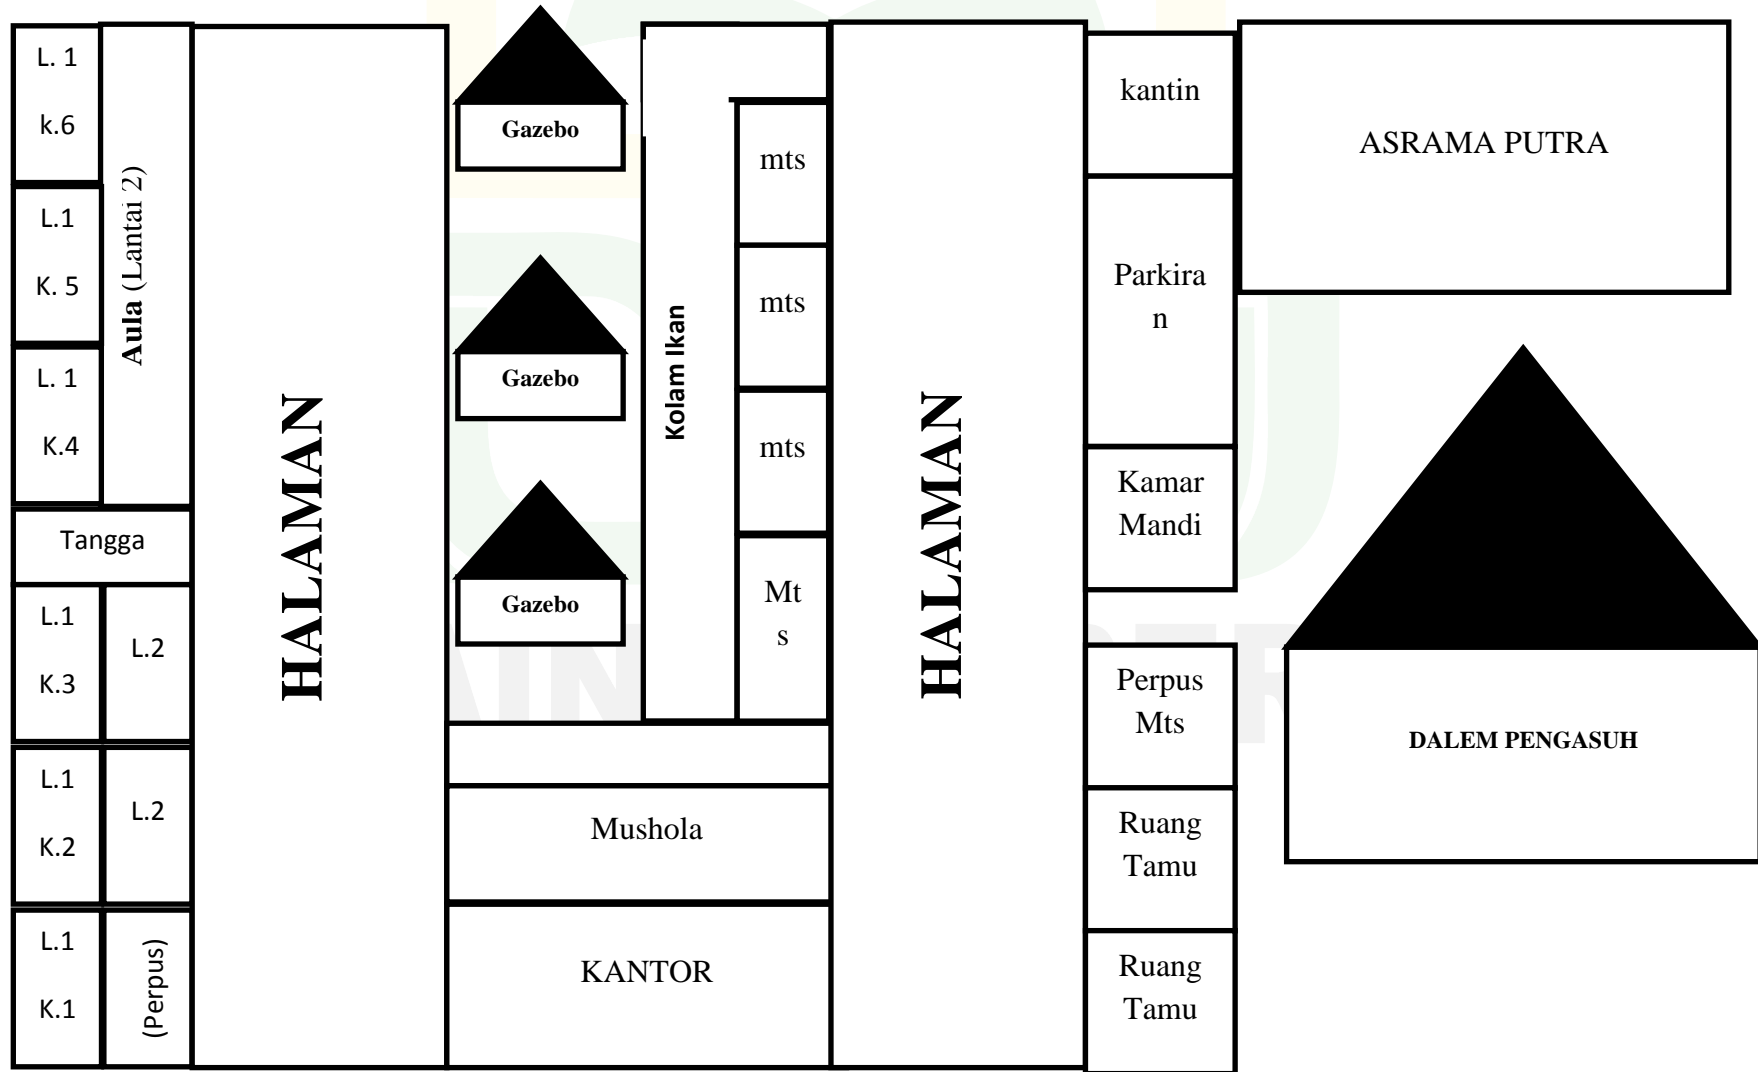 L. 1
k.6
L.1
K. 5
L. 1
K.4
Aula (Lantai 2)
Tangga
L.1
K.3
L.2
L.1
K.2
L.2
L.1
K.1
(Perpus)
HALAMAN
Gazebo
Gazebo
Gazebo
Kolam Ikan
mts
mts
mts
Mt
s
Mushola
KANTOR
HALAMAN
kantin
Parkira
n
Kamar
Mandi
Perpus
Mts
Ruang
Tamu
Ruang
Tamu
ASRAMA PUTRA
DALEM PENGASUH